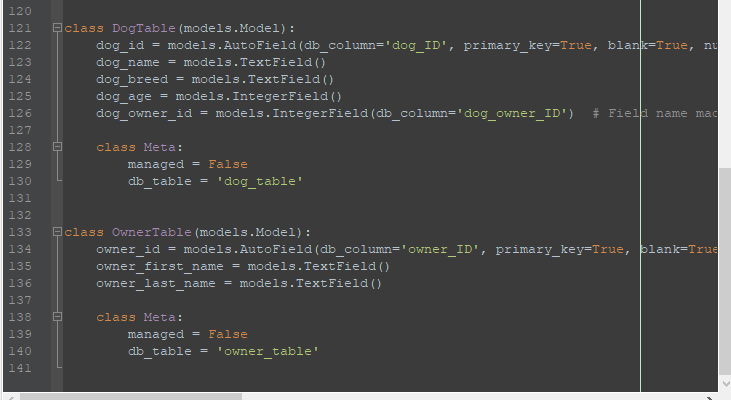 120
121 class DogTable(models.Model):
122 dog_id = models.AutoField(db_column='dog_ID', primary_key=True, blank=True, nu
123 dog_name = models.TextField()
124 dog_breed = models.TextField()
125 dog_age = models.IntegerField()
126 dog_owner_id = models.IntegerField(db_column='dog_owner_ID')  # Field name mad
127
128 class Meta:
129 managed = False
130 db_table = 'dog_table'
131
132
133 class OwnerTable(models.Model):
134 owner_id = models.AutoField(db_column='owner_ID', primary_key=True, blank=True
135 owner_first_name = models.TextField()
136 owner_last_name = models.TextField()
137
138 class Meta:
139 managed = False
140 db_table = 'owner_table'
141